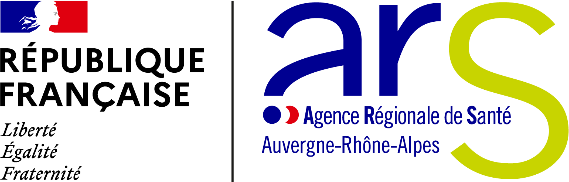 RÉPUBLIQUE
FRANÇAISE
Liberté
Égalité
Fraternité
ars
Agence Régionale de Santé
Auvergne-Rhône-Alpes